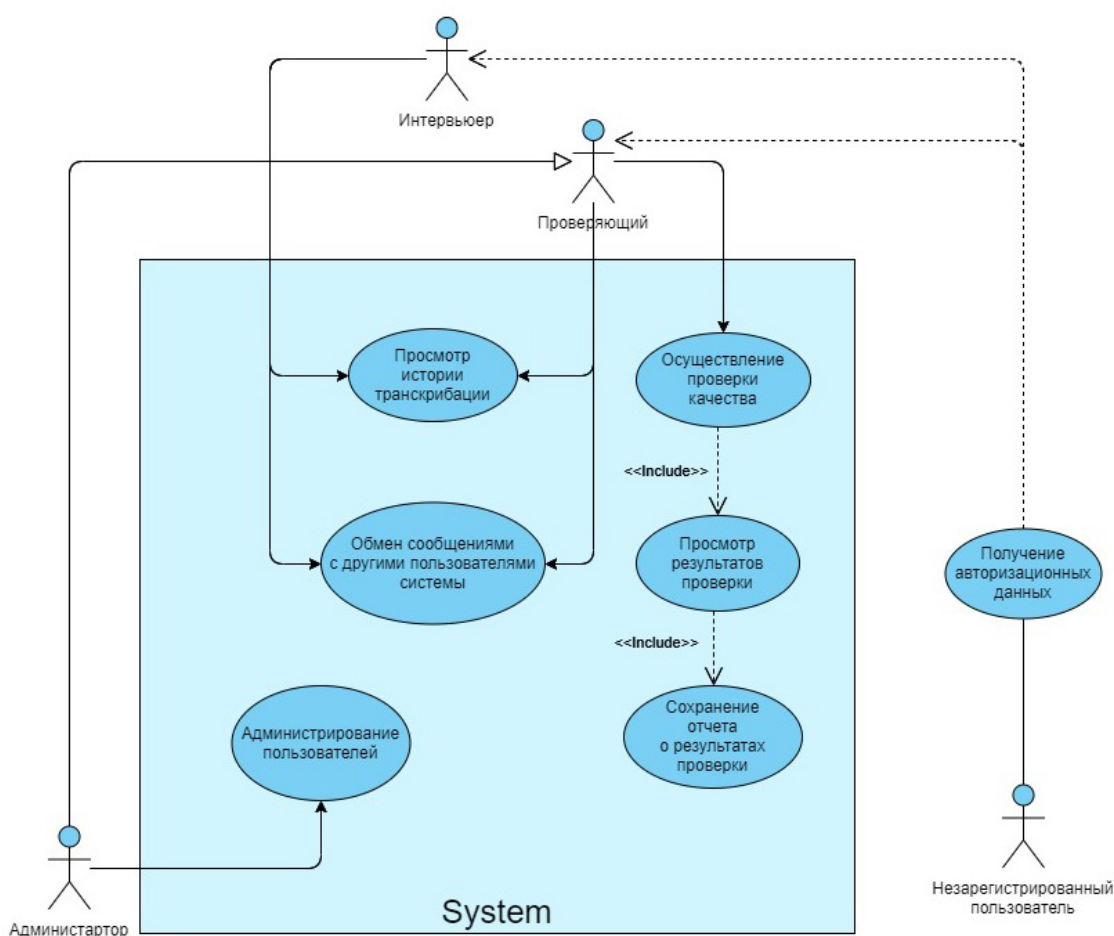 Интервьюер
Проверяющий
Просмотр
истории
транскрибации
Осуществление
проверки
качества
<<Include>>
Обмен сообщениями
с другими пользователями
системы
Просмотр
результатов
проверки
Получение
авторизационных
данных
<<Include>>
Администрирование
пользователей
Сохранение
отчета
о результатах
проверки
Незарегистрированный
пользователь
System
Администартор